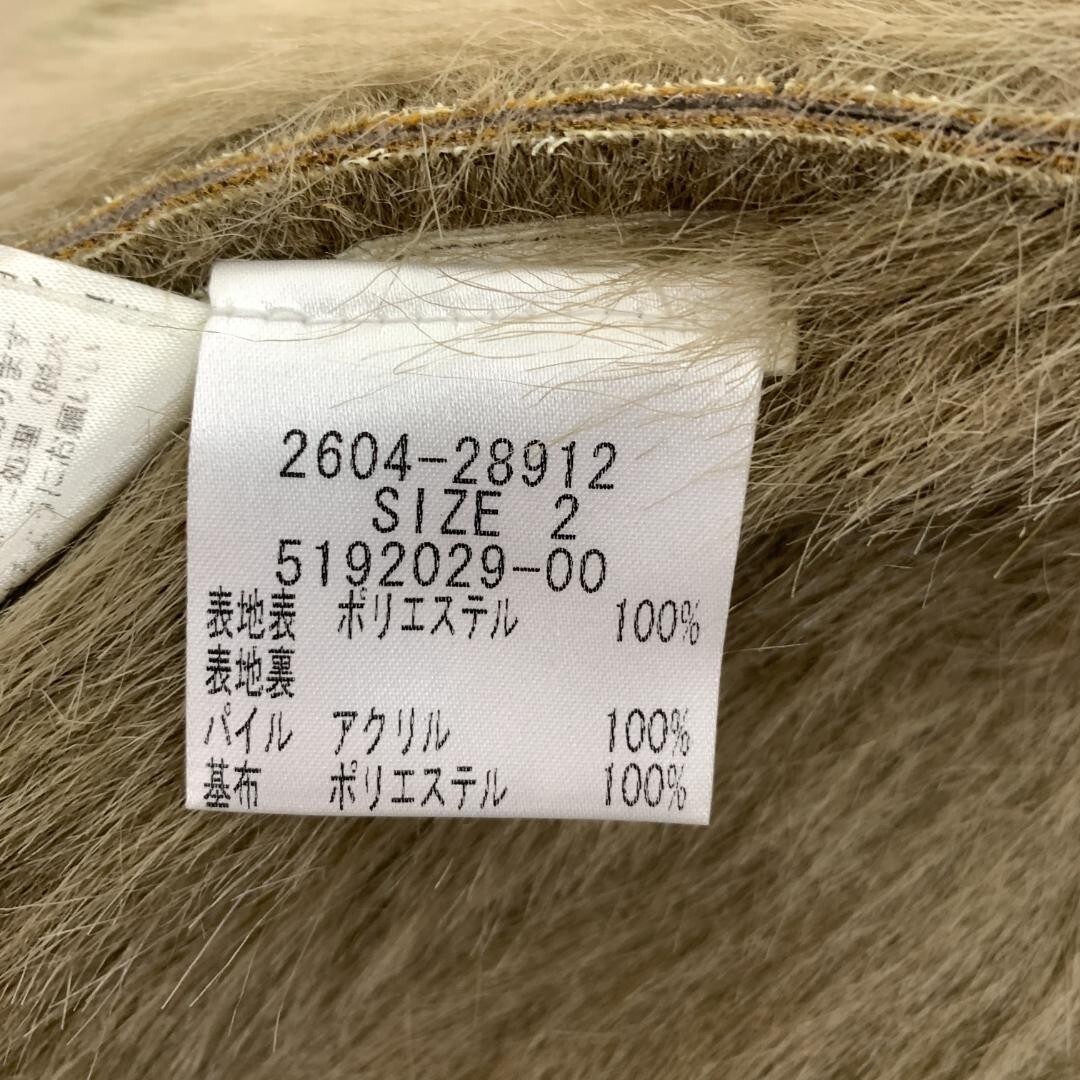 2604-28912
SIZE 2
5192029-00
表地表 ポリエステル 100%
表地裏
パイル アクリル 100%
基布 ポリエステル 100%